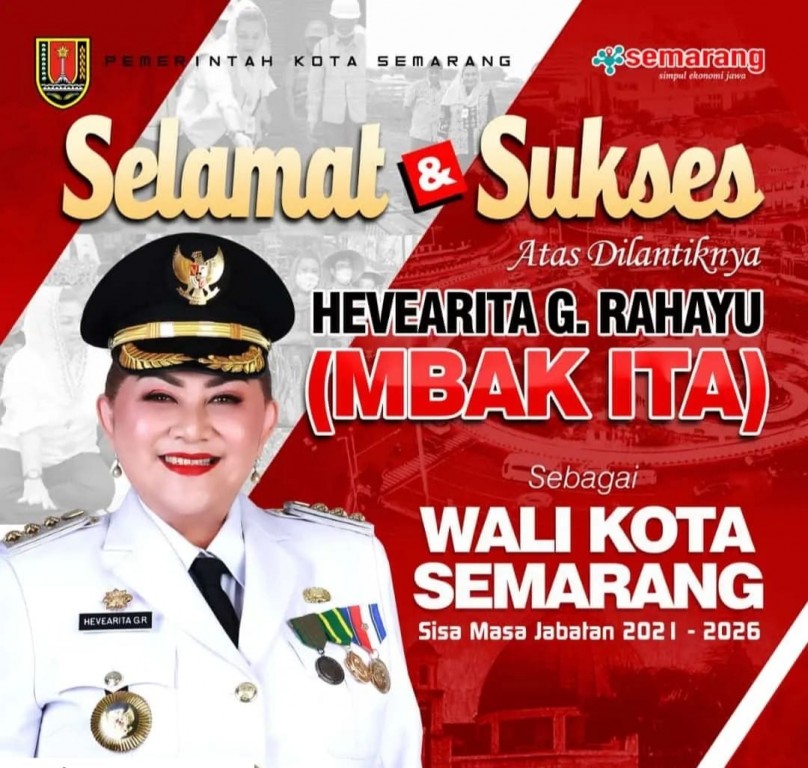 PEMERINTAH KOTA SEMARANG
semarang
simpul ekonomi jawa
Selamat & Sukses
Atas Dilantiknya
HEVEARITA G. RAHAYU
(MBAK ITA)
Sebagai
WALI KOTA
SEMARANG
Sisa Masa Jabatan 2021 - 2026
HEVEARITA G.R